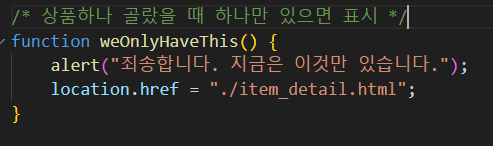 /* 상품하나 골랐을 때 하나만 있으면 표시 */
function weOnlyHaveThis() {
    alert("죄송합니다. 지금은 이것만 있습니다.");
    location.href = "./item_detail.html";
}